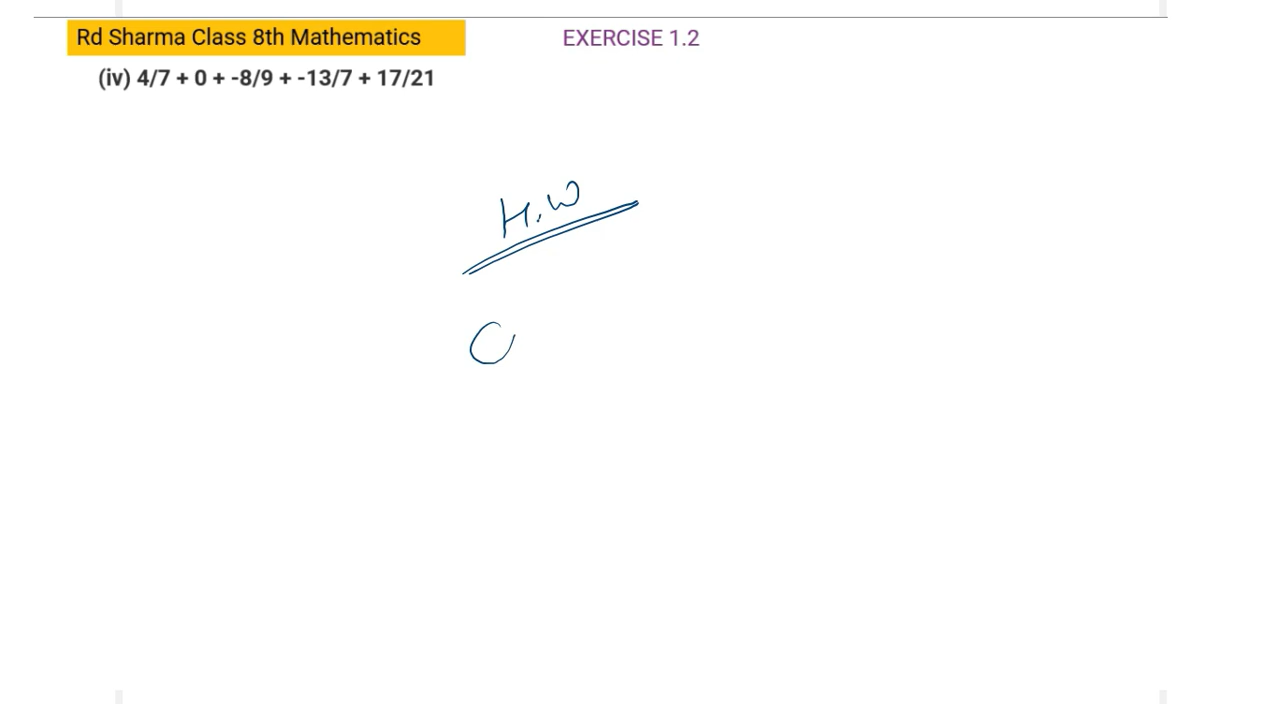 Rd Sharma Class 8th Mathematics EXERCISE 1.2
(iv) 4/7 + 0 + -8/9 + -13/7 + 17/21
H.W